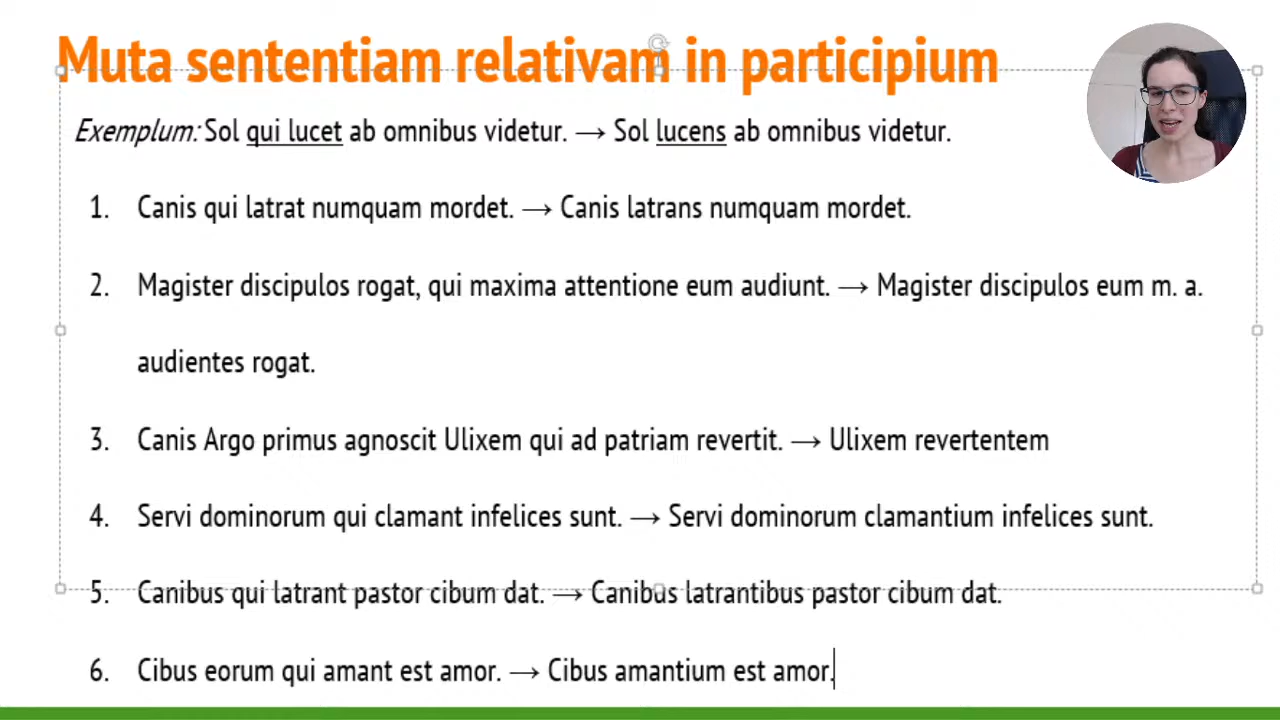 Muta sententiam relativam in participium
Exemplum: Sol qui lucet ab omnibus videtur. → Sol lucens ab omnibus videtur.
1. Canis qui latrat numquam mordet. → Canis latrans numquam mordet.
2. Magister discipulos rogat, qui maxima attentione eum audiunt. → Magister discipulos eum m. a.
audientes rogat.
3. Canis Argo primus agnoscit Ulixem qui ad patriam revertit. → Ulixem revertentem
4. Servi dominorum qui clamant infelices sunt. → Servi dominorum clamantium infelices sunt.
5. Canibus qui latrant pastor cibum dat. → Canibus latrantibus pastor cibum dat.
6. Cibus eorum qui amant est amor. → Cibus amantium est amor.